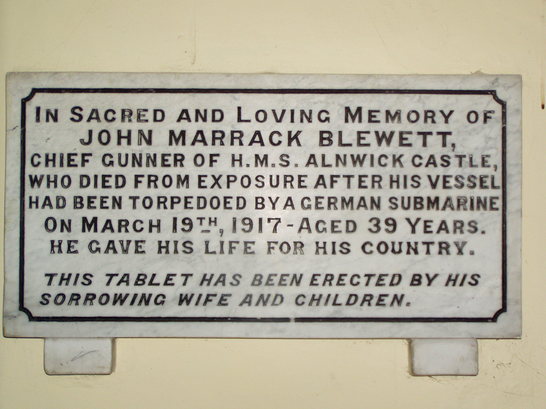 In Sacred and Loving Memory of
JOHN MARRACK BLEWETT,
CHIEF GUNNER OF H.M.S. ALNWICK CASTLE,
WHO DIED FROM EXPOSURE AFTER HIS VESSEL
HAD BEEN TORPEDOED BY A GERMAN SUBMARINE
On March 19TH, 1917 - Aged 39 Years.
HE GAVE HIS LIFE FOR HIS COUNTRY.
THIS TABLET HAS BEEN ERECTED BY HIS
SORROWING WIFE AND CHILDREN.